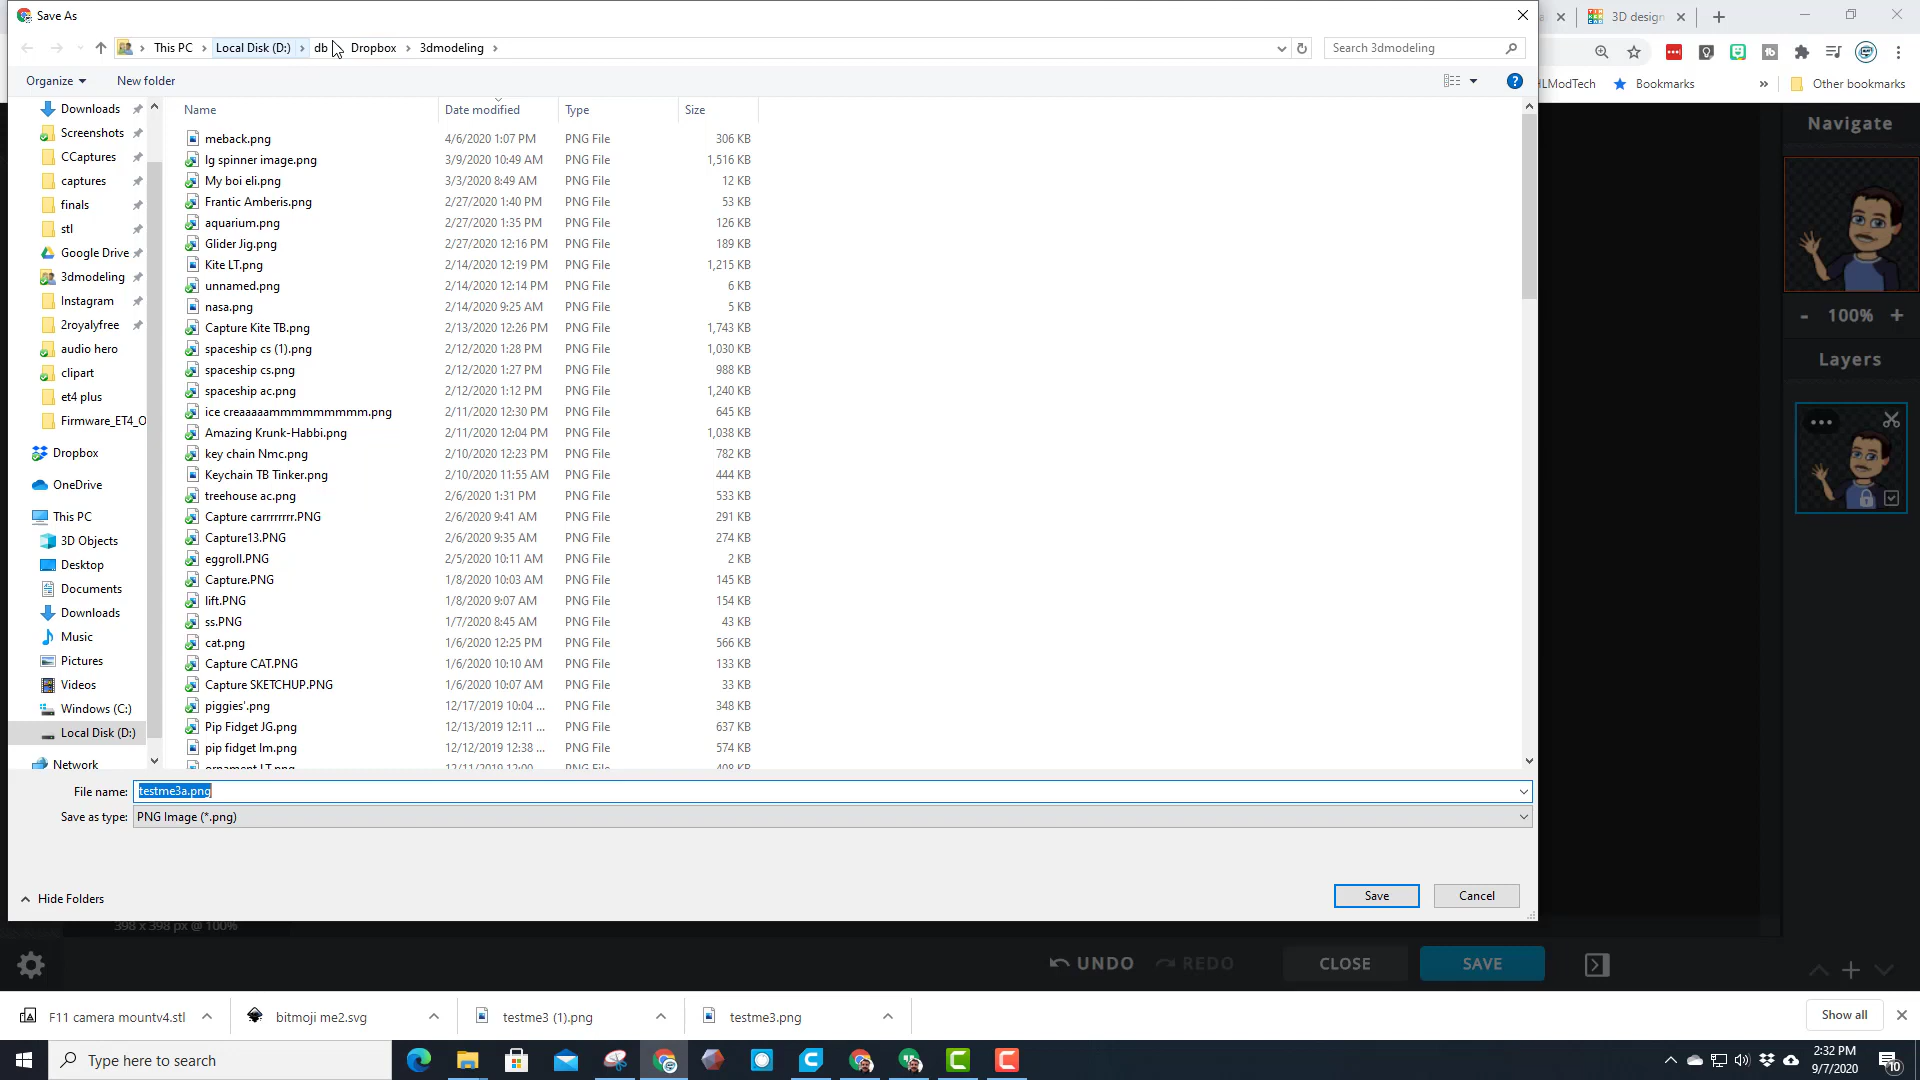 Save As
3D design
This PC
Local Disk (D:)
db
Dropbox
3dmodeling
Search 3dmodeling
Organize
New folder
HLModTech
Bookmarks
»
Other bookmarks
Downloads
Screenshots
CCaptures
captures
finals
stl
Google Drive
3dmodeling
Instagram
2royalyfree
audio hero
clipart
et4 plus
Firmware_ET4_O
Dropbox
OneDrive
This PC
3D Objects
Desktop
Documents
Downloads
Music
Pictures
Videos
Windows (C:)
Local Disk (D:)
Network
Name Date modified Type Size
meback.png 4/6/2020 1:07 PM PNG File 306 KB
lg spinner image.png 3/9/2020 10:49 AM PNG File 1,516 KB
My boi eli.png 3/3/2020 8:49 AM PNG File 12 KB
Frantic Amberis.png 2/27/2020 1:40 PM PNG File 53 KB
aquarium.png 2/27/2020 1:35 PM PNG File 126 KB
Glider Jig.png 2/27/2020 12:16 PM PNG File 189 KB
Kite LT.png 2/14/2020 12:19 PM PNG File 1,215 KB
unnamed.png 2/14/2020 12:14 PM PNG File 6 KB
nasa.png 2/14/2020 9:25 AM PNG File 5 KB
Capture Kite TB.png 2/13/2020 12:26 PM PNG File 1,743 KB
spaceship cs (1).png 2/12/2020 1:28 PM PNG File 1,030 KB
spaceship cs.png 2/12/2020 1:27 PM PNG File 988 KB
spaceship ac.png 2/12/2020 1:12 PM PNG File 1,240 KB
ice creaaaaammmmmmmmm.png 2/11/2020 12:30 PM PNG File 645 KB
Amazing Krunk-Habbi.png 2/11/2020 12:04 PM PNG File 1,038 KB
key chain Nmc.png 2/10/2020 12:23 PM PNG File 782 KB
Keychain TB Tinker.png 2/10/2020 11:55 AM PNG File 444 KB
treehouse ac.png 2/6/2020 1:31 PM PNG File 533 KB
Capture carrrrrrrr.PNG 2/6/2020 9:41 AM PNG File 291 KB
Capture13.PNG 2/6/2020 9:35 AM PNG File 274 KB
eggroll.PNG 2/5/2020 10:11 AM PNG File 2 KB
Capture.PNG 1/8/2020 10:03 AM PNG File 145 KB
lift.PNG 1/8/2020 9:07 AM PNG File 154 KB
ss.PNG 1/7/2020 8:45 AM PNG File 43 KB
cat.png 1/6/2020 12:25 PM PNG File 566 KB
Capture CAT.PNG 1/6/2020 10:10 AM PNG File 133 KB
Capture SKETCHUP.PNG 1/6/2020 10:07 AM PNG File 33 KB
piggies'.png 12/17/2019 10:04 ... PNG File 348 KB
Pip Fidget JG.png 12/13/2019 12:11 ... PNG File 637 KB
pip fidget lm.png 12/12/2019 12:38 ... PNG File 574 KB
ornament LT.png 12/11/2019 12:00 PNG File 408 KB
File name: testme3a.png
Save as type: PNG Image (*.png)
Hide Folders
Save
Cancel
Navigate
- 100% +
Layers
398 x 398 px @ 100%
UNDO
REDO
CLOSE
SAVE
F11 camera mountv4.stl
bitmoji me2.svg
testme3 (1).png
testme3.png
Show all
Type here to search
2:32 PM
9/7/2020
10